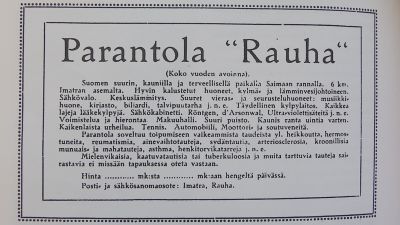 Parantola "Rauha"
(Koko vuoden avoinna).
Suomen suurin, kauniilla ja terveellisellä paikalla Saimaan rannalla, 6 km.
Imatran asemalta. Hyvin kalustetut huoneet, kylmä- ja lämminvesijohtoineen.
Sähkövalo. Keskuslämmitys. Suuret vieras- ja seurusteluhuoneet: musiikki-
huone, kirjasto, biljardi, talvipuutarha j. n. e. Täydellinen kylpylaitos. Kaikkea
lajeja lääkekylpyjä. Sähkökabinetti. Röntgen, d'Arsonwal, Ultra-violettisäteitä j. n. e.
Voimistelua ja hierontaa. Makuuhalli. Suuri puisto. Kaunis ranta uintia varten.
Kaikenlaista urheilua. Tennis. Automobiili, Moottori- ja soutuveneitä.
Parantola soveltuu toipumiseen vaikeammista taudeista yl. heikkoutta, hermos-
tuneita, reumatismia, ainevaihtotauteja, sydäntauteja, arteriosclerosia, kroonillisia
munuais- ja mahatauteja, asthma, henkitorvikatarreja j. n. e.
Mielenvikaisia, kaatuvatautisia tai tuberkuloosia ja muita tarttuvia tauteja sai-
rastavia ei missään tapauksessa oteta vastaan.
Hinta ............ mk:sta ............ mk:aan hengeltä päivässä.
Posti- ja sähkösanomaosote: Imatra, Rauha.